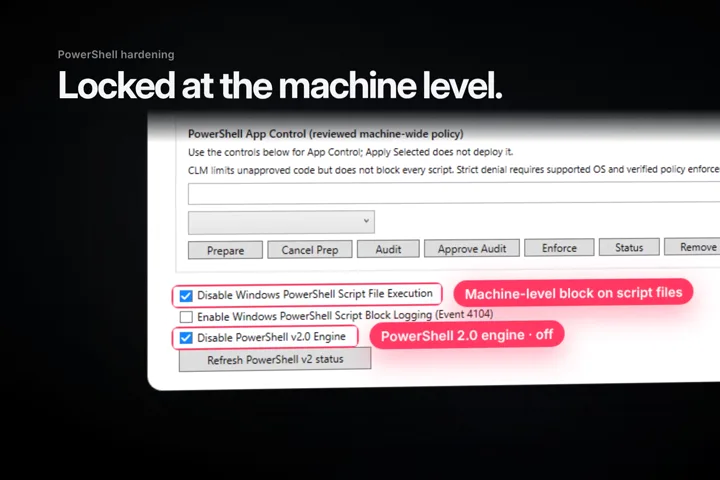 PowerShell hardening
Locked at the machine level.
PowerShell App Control (reviewed machine-wide policy)
Use the controls below for App Control; Apply Selected does not deploy it.
CLM limits unapproved code but does not block every script. Strict denial requires supported OS and verified policy enforce
Prepare
Cancel Prep
Audit
Approve Audit
Enforce
Status
Remove
Disable Windows PowerShell Script File Execution
Machine-level block on script files
Enable Windows PowerShell Script Block Logging (Event 4104)
Disable PowerShell v2.0 Engine
PowerShell 2.0 engine · off
Refresh PowerShell v2 status